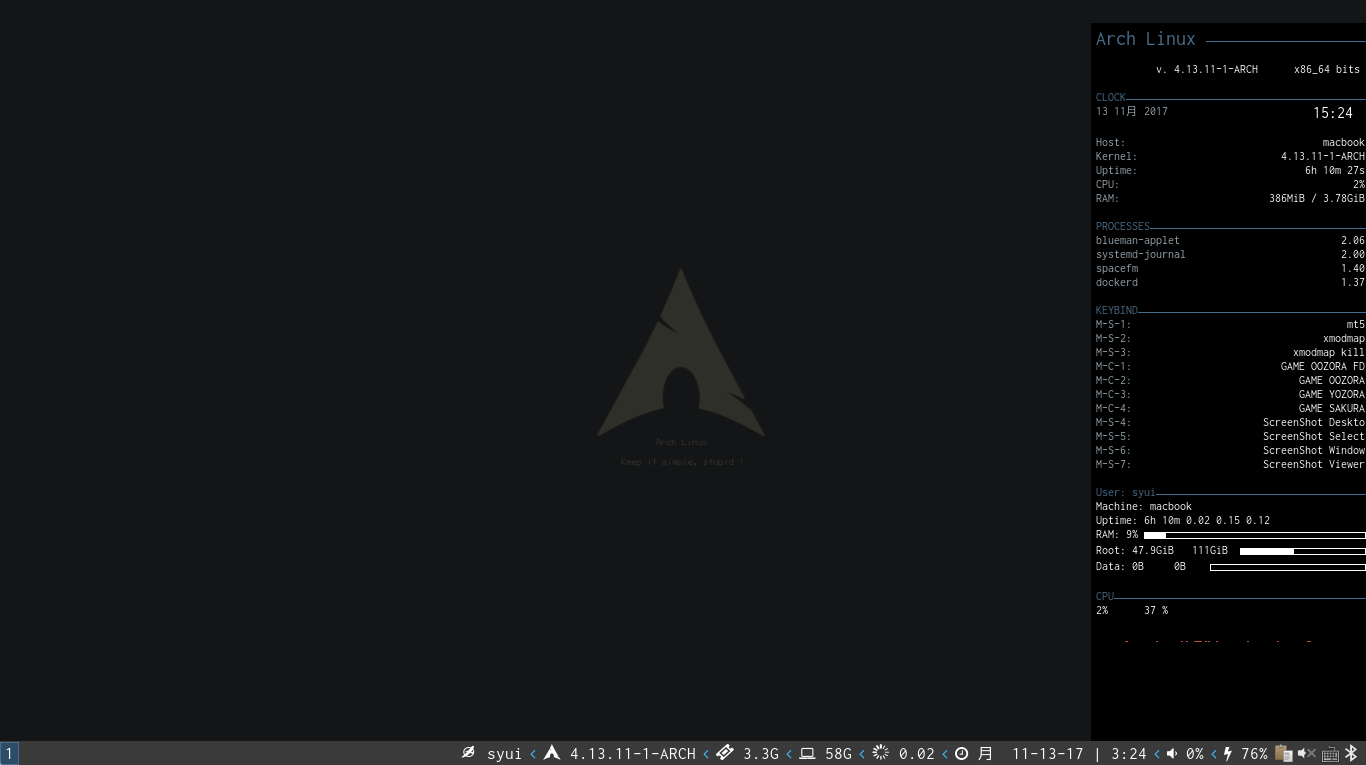 Arch Linux
v. 4.13.11-1-ARCH x86_64 bits
CLOCK
13 11月 2017 15:24
Host: macbook
Kernel: 4.13.11-1-ARCH
Uptime: 6h 10m 27s
CPU: 2%
RAM: 386MiB / 3.78GiB
PROCESSES
blueman-applet 2.06
systemd-journal 2.00
spacefm 1.40
dockerd 1.37
KEYBIND
M-S-1: mt5
M-S-2: xmodmap
M-S-3: xmodmap kill
M-C-1: GAME OOZORA FD
M-C-2: GAME OOZORA
M-C-3: GAME YOZORA
M-C-4: GAME SAKURA
M-S-4: ScreenShot Deskto
M-S-5: ScreenShot Select
M-S-6: ScreenShot Window
M-S-7: ScreenShot Viewer
User: syui
Machine: macbook
Uptime: 6h 10m 0.02 0.15 0.12
RAM: 9%
Root: 47.9GiB 111GiB
Data: 0B 0B
CPU
2% 37 %
Arch Linux
Keep it simple, stupid !
1 syui < 4.13.11-1-ARCH < 3.3G < 58G < 0.02 < 月 11-13-17 | 3:24 < 0% < 76%